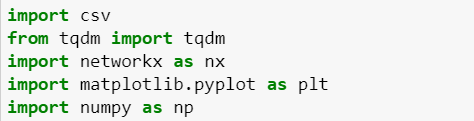 import csv
from tqdm import tqdm
import networkx as nx
import matplotlib.pyplot as plt
import numpy as np